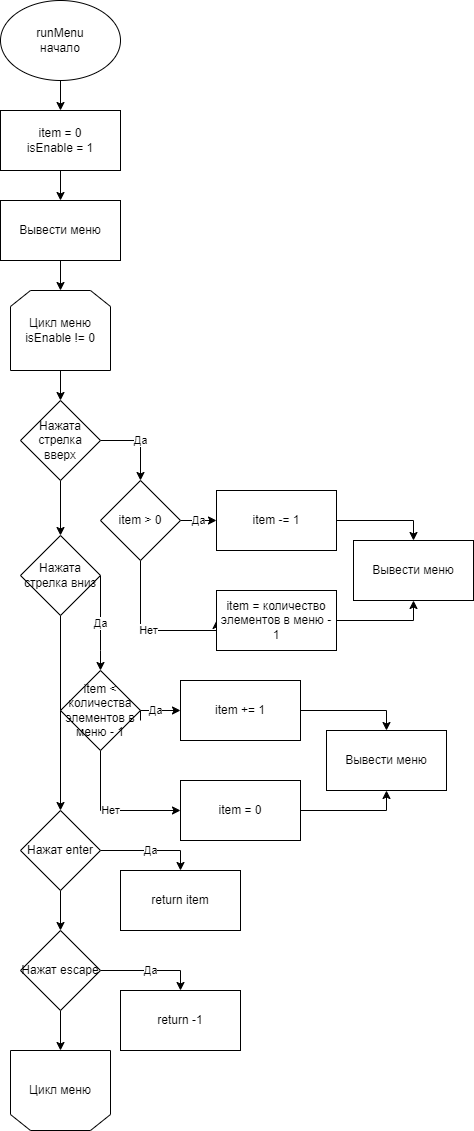 runMenu
начало
item = 0
isEnable = 1
Вывести меню
Цикл меню
isEnable != 0
Нажата
стрелка
вверх
Да
item > 0
Да
item -= 1
Вывести меню
Нет
item = количество
элементов в меню -
1
Нажата
стрелка вниз
Да
item <
количества
элементов в
меню - 1
Да
item += 1
Вывести меню
Нет
item = 0
Нажат enter
Да
return item
Нажат escape
Да
return -1
Цикл меню